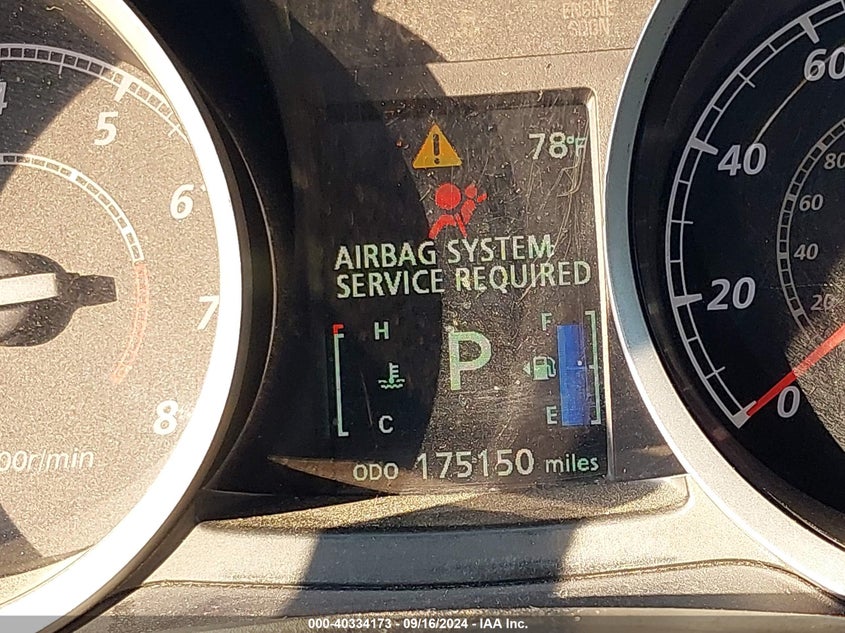 ENGINE
4
5
6
7
8
00r/min
78°F
AIRBAG SYSTEM
SERVICE REQUIRED
H
C
P
F
E
ODO 175150 miles
60
40
20
0
80
60
40
20
000-40334173 - 09/16/2024 - IAA Inc.